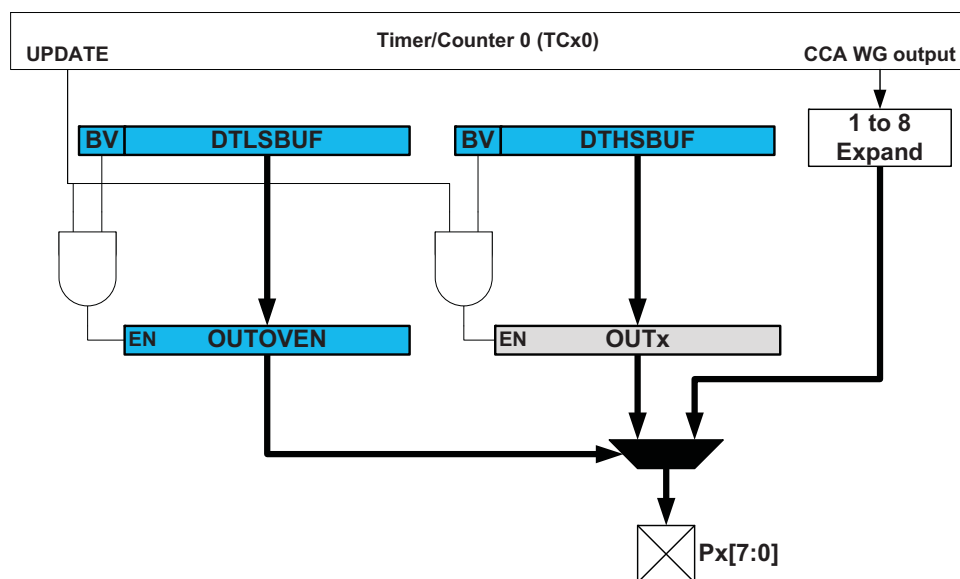 Timer/Counter 0 (TCx0)
UPDATE
CCA WG output
BV DTLSBUF
BV DTHSBUF
1 to 8
Expand
EN OUTOVEN
EN OUTx
Px[7:0]